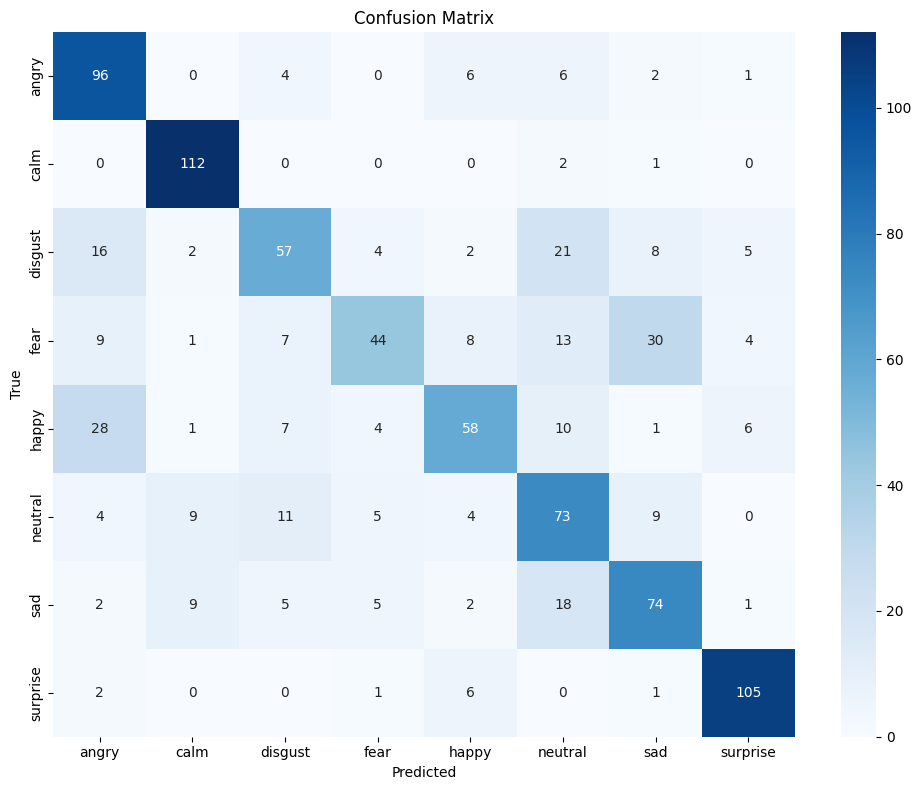 Confusion Matrix
angry 96 0 4 0 6 6 2 1
calm 0 112 0 0 0 2 1 0
disgust 16 2 57 4 2 21 8 5
fear 9 1 7 44 8 13 30 4
happy 28 1 7 4 58 10 1 6
neutral 4 9 11 5 4 73 9 0
sad 2 9 5 5 2 18 74 1
surprise 2 0 0 1 6 0 1 105
angry calm disgust fear happy neutral sad surprise
Predicted
True
100
80
60
40
20
0